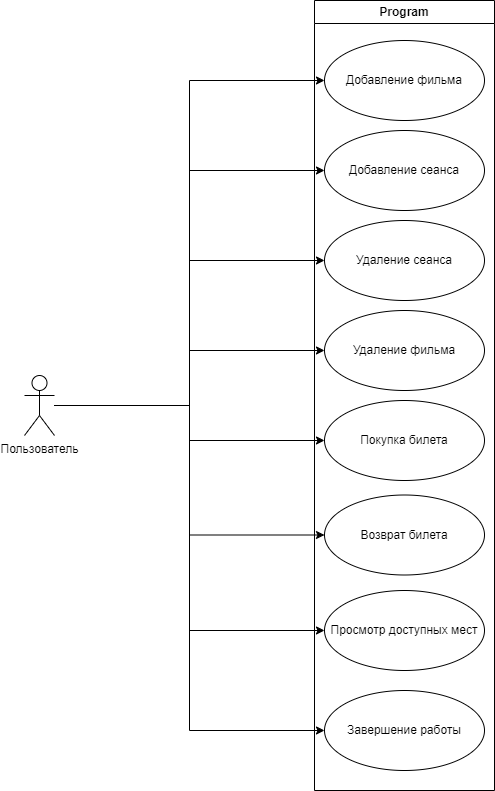 Program
Добавление фильма
Добавление сеанса
Удаление сеанса
Удаление фильма
Пользователь
Покупка билета
Возврат билета
Просмотр доступных мест
Завершение работы